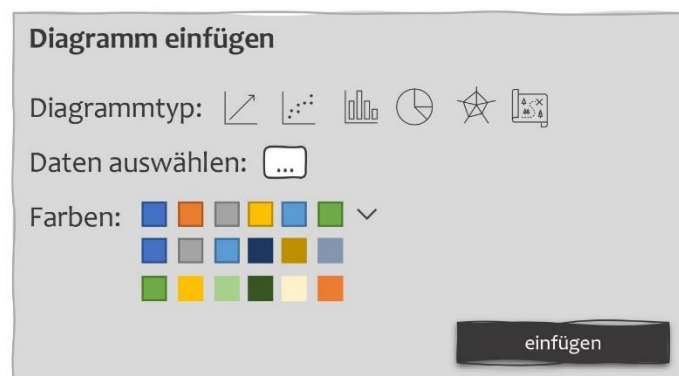 Diagramm einfügen
Diagrammtyp:
Daten auswählen: ...
Farben:
einfügen